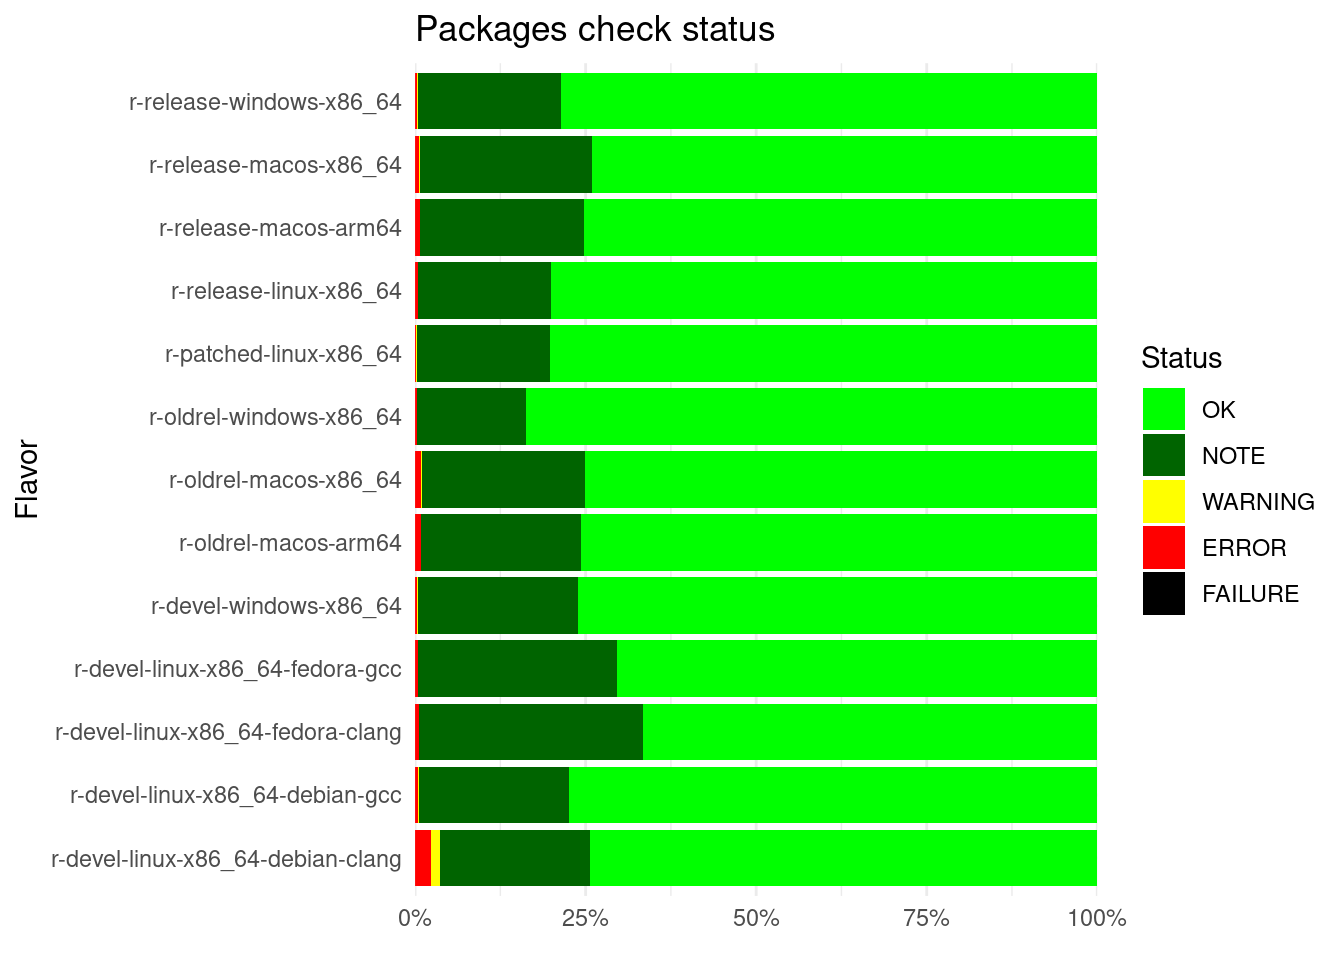 Packages check status
Flavor
r-release-windows-x86_64
r-release-macos-x86_64
r-release-macos-arm64
r-release-linux-x86_64
r-patched-linux-x86_64
r-oldrel-windows-x86_64
r-oldrel-macos-x86_64
r-oldrel-macos-arm64
r-devel-windows-x86_64
r-devel-linux-x86_64-fedora-gcc
r-devel-linux-x86_64-fedora-clang
r-devel-linux-x86_64-debian-gcc
r-devel-linux-x86_64-debian-clang
0% 25% 50% 75% 100%
Status
OK
NOTE
WARNING
ERROR
FAILURE